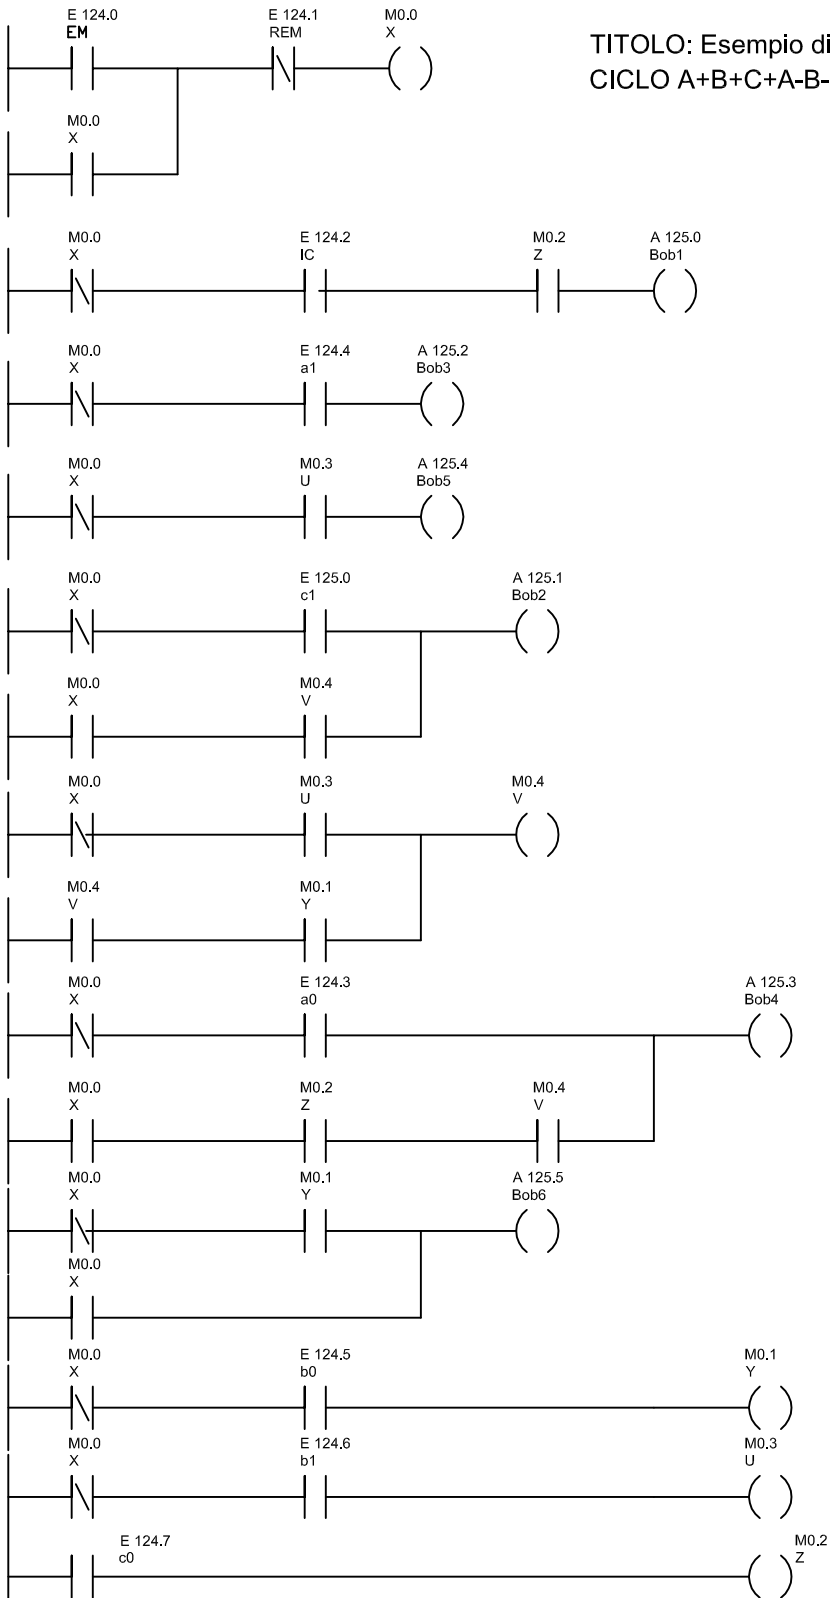 E 124.0
EM
E 124.1
REM
M0.0
X
TITOLO: Esempio di
CICLO A+B+C+A-B-
M0.0
X
M0.0
X
E 124.2
IC
M0.2
Z
A 125.0
Bob1
M0.0
X
E 124.4
a1
A 125.2
Bob3
M0.0
X
M0.3
U
A 125.4
Bob5
M0.0
X
E 125.0
c1
A 125.1
Bob2
M0.0
X
M0.4
V
M0.0
X
M0.3
U
M0.4
V
M0.4
V
M0.1
Y
M0.0
X
E 124.3
a0
A 125.3
Bob4
M0.0
X
M0.2
Z
M0.4
V
M0.0
X
M0.1
Y
A 125.5
Bob6
M0.0
X
M0.0
X
E 124.5
b0
M0.1
Y
M0.0
X
E 124.6
b1
M0.3
U
E 124.7
c0
M0.2
Z